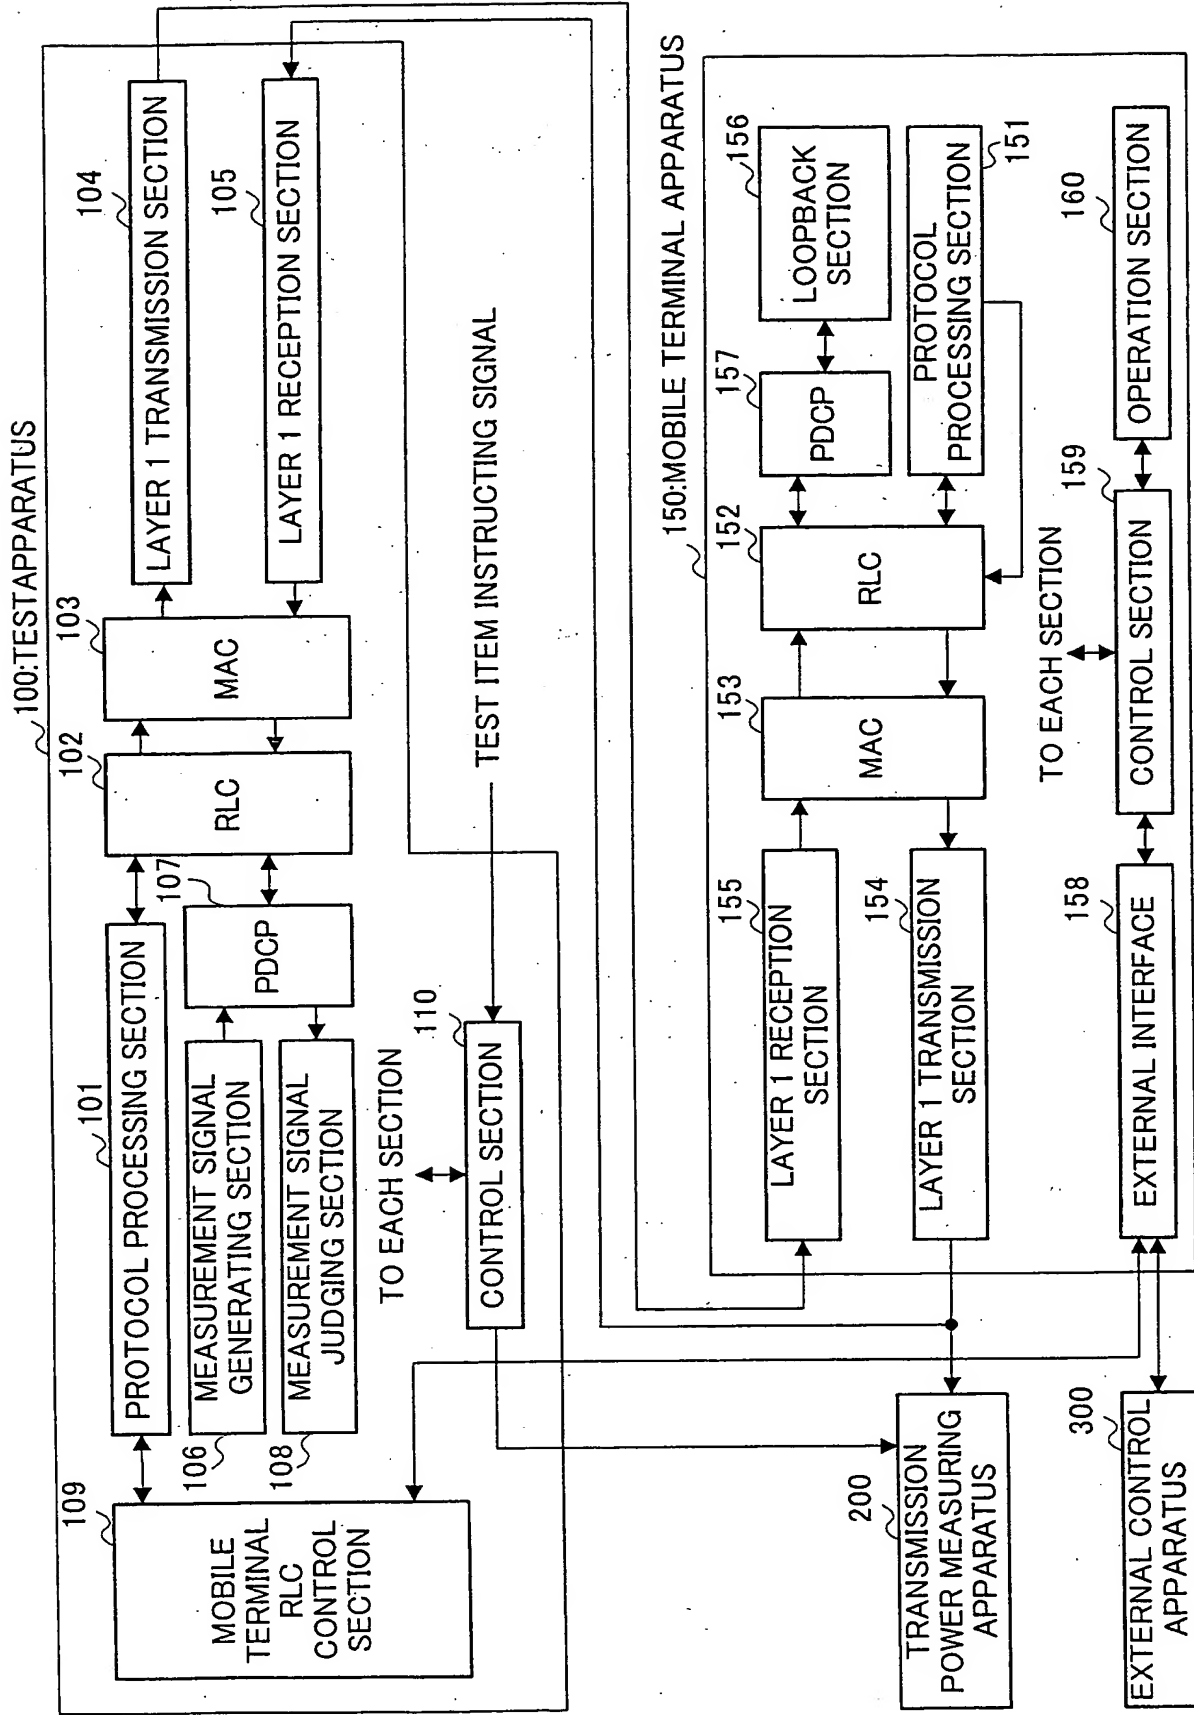 100:TEST APPARATUS
109
MOBILE
TERMINAL
RLC
CONTROL
SECTION
101
PROTOCOL PROCESSING SECTION
106
MEASUREMENT SIGNAL
GENERATING SECTION
108
MEASUREMENT SIGNAL
JUDGING SECTION
107
PDCP
102
RLC
103
MAC
104
LAYER 1 TRANSMISSION SECTION
105
LAYER 1 RECEPTION SECTION
TO EACH SECTION
110
CONTROL SECTION
TEST ITEM INSTRUCTING SIGNAL
150:MOBILE TERMINAL APPARATUS
155
LAYER 1 RECEPTION
SECTION
154
LAYER 1 TRANSMISSION
SECTION
153
MAC
152
RLC
157
PDCP
156
LOOPBACK
SECTION
PROTOCOL
PROCESSING SECTION
151
TO EACH SECTION
158
EXTERNAL INTERFACE
159
CONTROL SECTION
160
OPERATION SECTION
200
TRANSMISSION
POWER MEASURING
APPARATUS
300
EXTERNAL CONTROL
APPARATUS